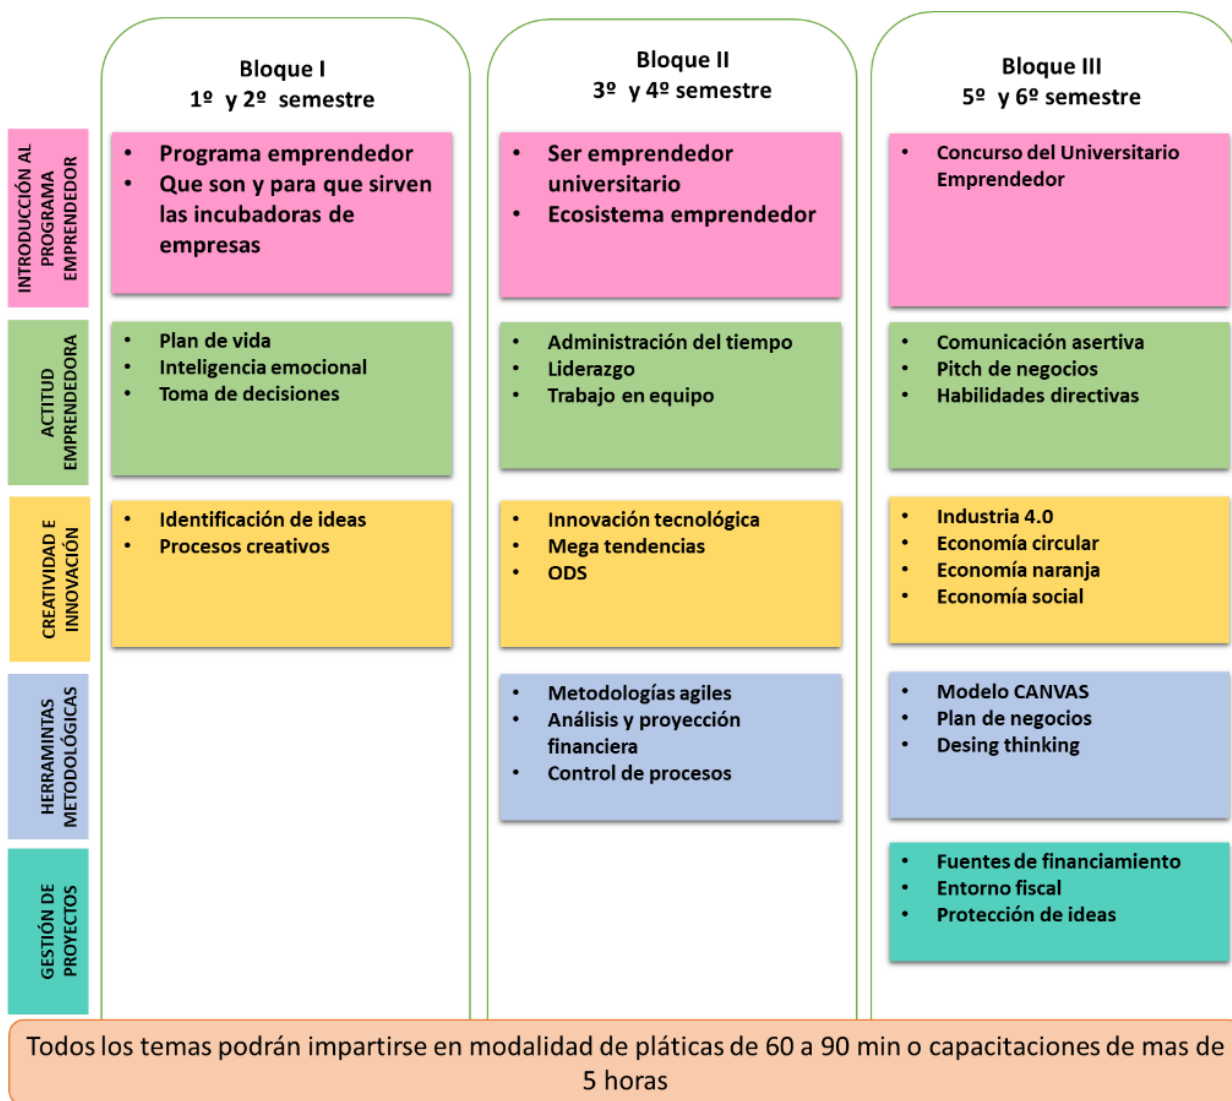 Bloque I
1º y 2º semestre
Bloque II
3º y 4º semestre
Bloque III
5º y 6º semestre
INTRODUCCIÓN AL
PROGRAMA
EMPRENDEDOR
• Programa emprendedor
• Que son y para que sirven
las incubadoras de
empresas
• Ser emprendedor
universitario
• Ecosistema emprendedor
• Concurso del Universitario
Emprendedor
ACTITUD
EMPRENDEDORA
• Plan de vida
• Inteligencia emocional
• Toma de decisiones
• Administración del tiempo
• Liderazgo
• Trabajo en equipo
• Comunicación asertiva
• Pitch de negocios
• Habilidades directivas
CREATIVIDAD E
INNOVACIÓN
• Identificación de ideas
• Procesos creativos
• Innovación tecnológica
• Mega tendencias
• ODS
• Industria 4.0
• Economía circular
• Economía naranja
• Economía social
HERRAMINTAS
METODOLÓGICAS
• Metodologías agiles
• Análisis y proyección
financiera
• Control de procesos
• Modelo CANVAS
• Plan de negocios
• Desing thinking
GESTIÓN DE
PROYECTOS
• Fuentes de financiamiento
• Entorno fiscal
• Protección de ideas
Todos los temas podrán impartirse en modalidad de pláticas de 60 a 90 min o capacitaciones de mas de
5 horas